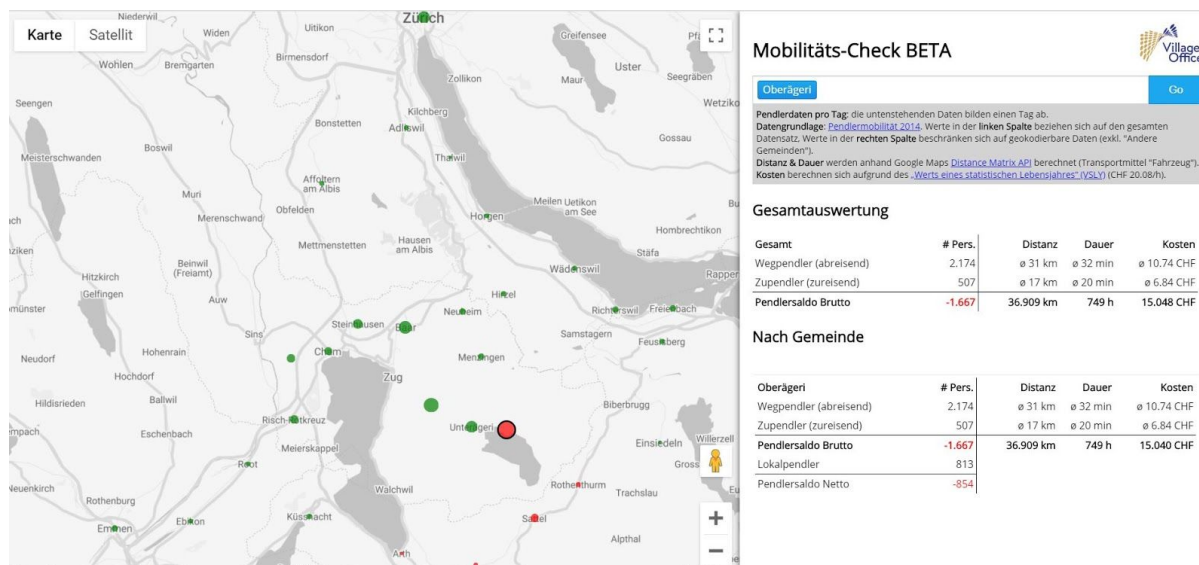 Karte Satellit
Niederwil
Widen
Uitikon
Zürich
Greifensee
Wohlen
Bremgarten
Birmensdorf
Uster
Zollikon
Maur
Seegräben
Seengen
Kilchberg
Bonstetten
Adliswil
Gossau
Boswil
Meisterschwanden
Thalwil
Affoltern
am Albis
Muri
Obfelden
Meilen Uetikon
am See
Merenschwand
Horgen
Hombrechtikon
Mettmenstetten
Hausen
am Albis
Stäfa
Beinwil
(Freiamt)
Hitzkirch
Wädenswil
Gelfingen
Auw
Hirzel
Neuheim
Richterswil
Freienbach
Steinhausen
Baar
Sins
Samstagern
Feusisberg
Hohenrain
Cham
Menzingen
Neudorf
Zug
Hochdorf
Hildisrieden
Ballwil
Biberbrugg
Risch-Rotkreuz
Unterägeri
Eschenbach
Einsiedeln
Willerzell
Meierskappel
Root
Gross
Rothenthurm
Walchwil
Trachslau
Neuenkirch
Rothenburg
Ebikon
Küssnacht
Sattel
Emmen
Alpthal
Arth
+
−
Mobilitäts-Check BETA
Village
Office
Oberägeri Go
Pendlerdaten pro Tag: die untenstehenden Daten bilden einen Tag ab.
Datengrundlage: Pendlermobilität 2014. Werte in der linken Spalte beziehen sich auf den gesamten
Datensatz, Werte in der rechten Spalte beschränken sich auf geokodierbare Daten (exkl. "Andere
Gemeinden").
Distanz & Dauer werden anhand Google Maps Distance Matrix API berechnet (Transportmittel "Fahrzeug").
Kosten berechnen sich aufgrund des „Werts eines statistischen Lebensjahres" (VSLY) (CHF 20.08/h).
Gesamtauswertung
Gesamt # Pers. Distanz Dauer Kosten
Wegpendler (abreisend) 2.174 ø 31 km ø 32 min ø 10.74 CHF
Zupendler (zureisend) 507 ø 17 km ø 20 min ø 6.84 CHF
Pendlersaldo Brutto -1.667 36.909 km 749 h 15.048 CHF
Nach Gemeinde
Oberägeri # Pers. Distanz Dauer Kosten
Wegpendler (abreisend) 2.174 ø 31 km ø 32 min ø 10.74 CHF
Zupendler (zureisend) 507 ø 17 km ø 20 min ø 6.84 CHF
Pendlersaldo Brutto -1.667 36.909 km 749 h 15.040 CHF
Lokalpendler 813
Pendlersaldo Netto -854